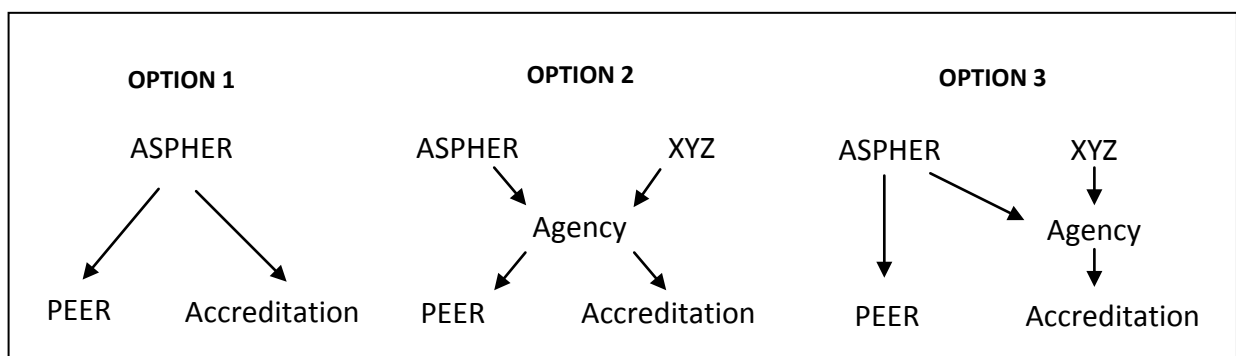 OPTION 1
ASPHER
PEER Accreditation
OPTION 2
ASPHER XYZ
Agency
PEER Accreditation
OPTION 3
ASPHER XYZ
Agency
PEER Accreditation